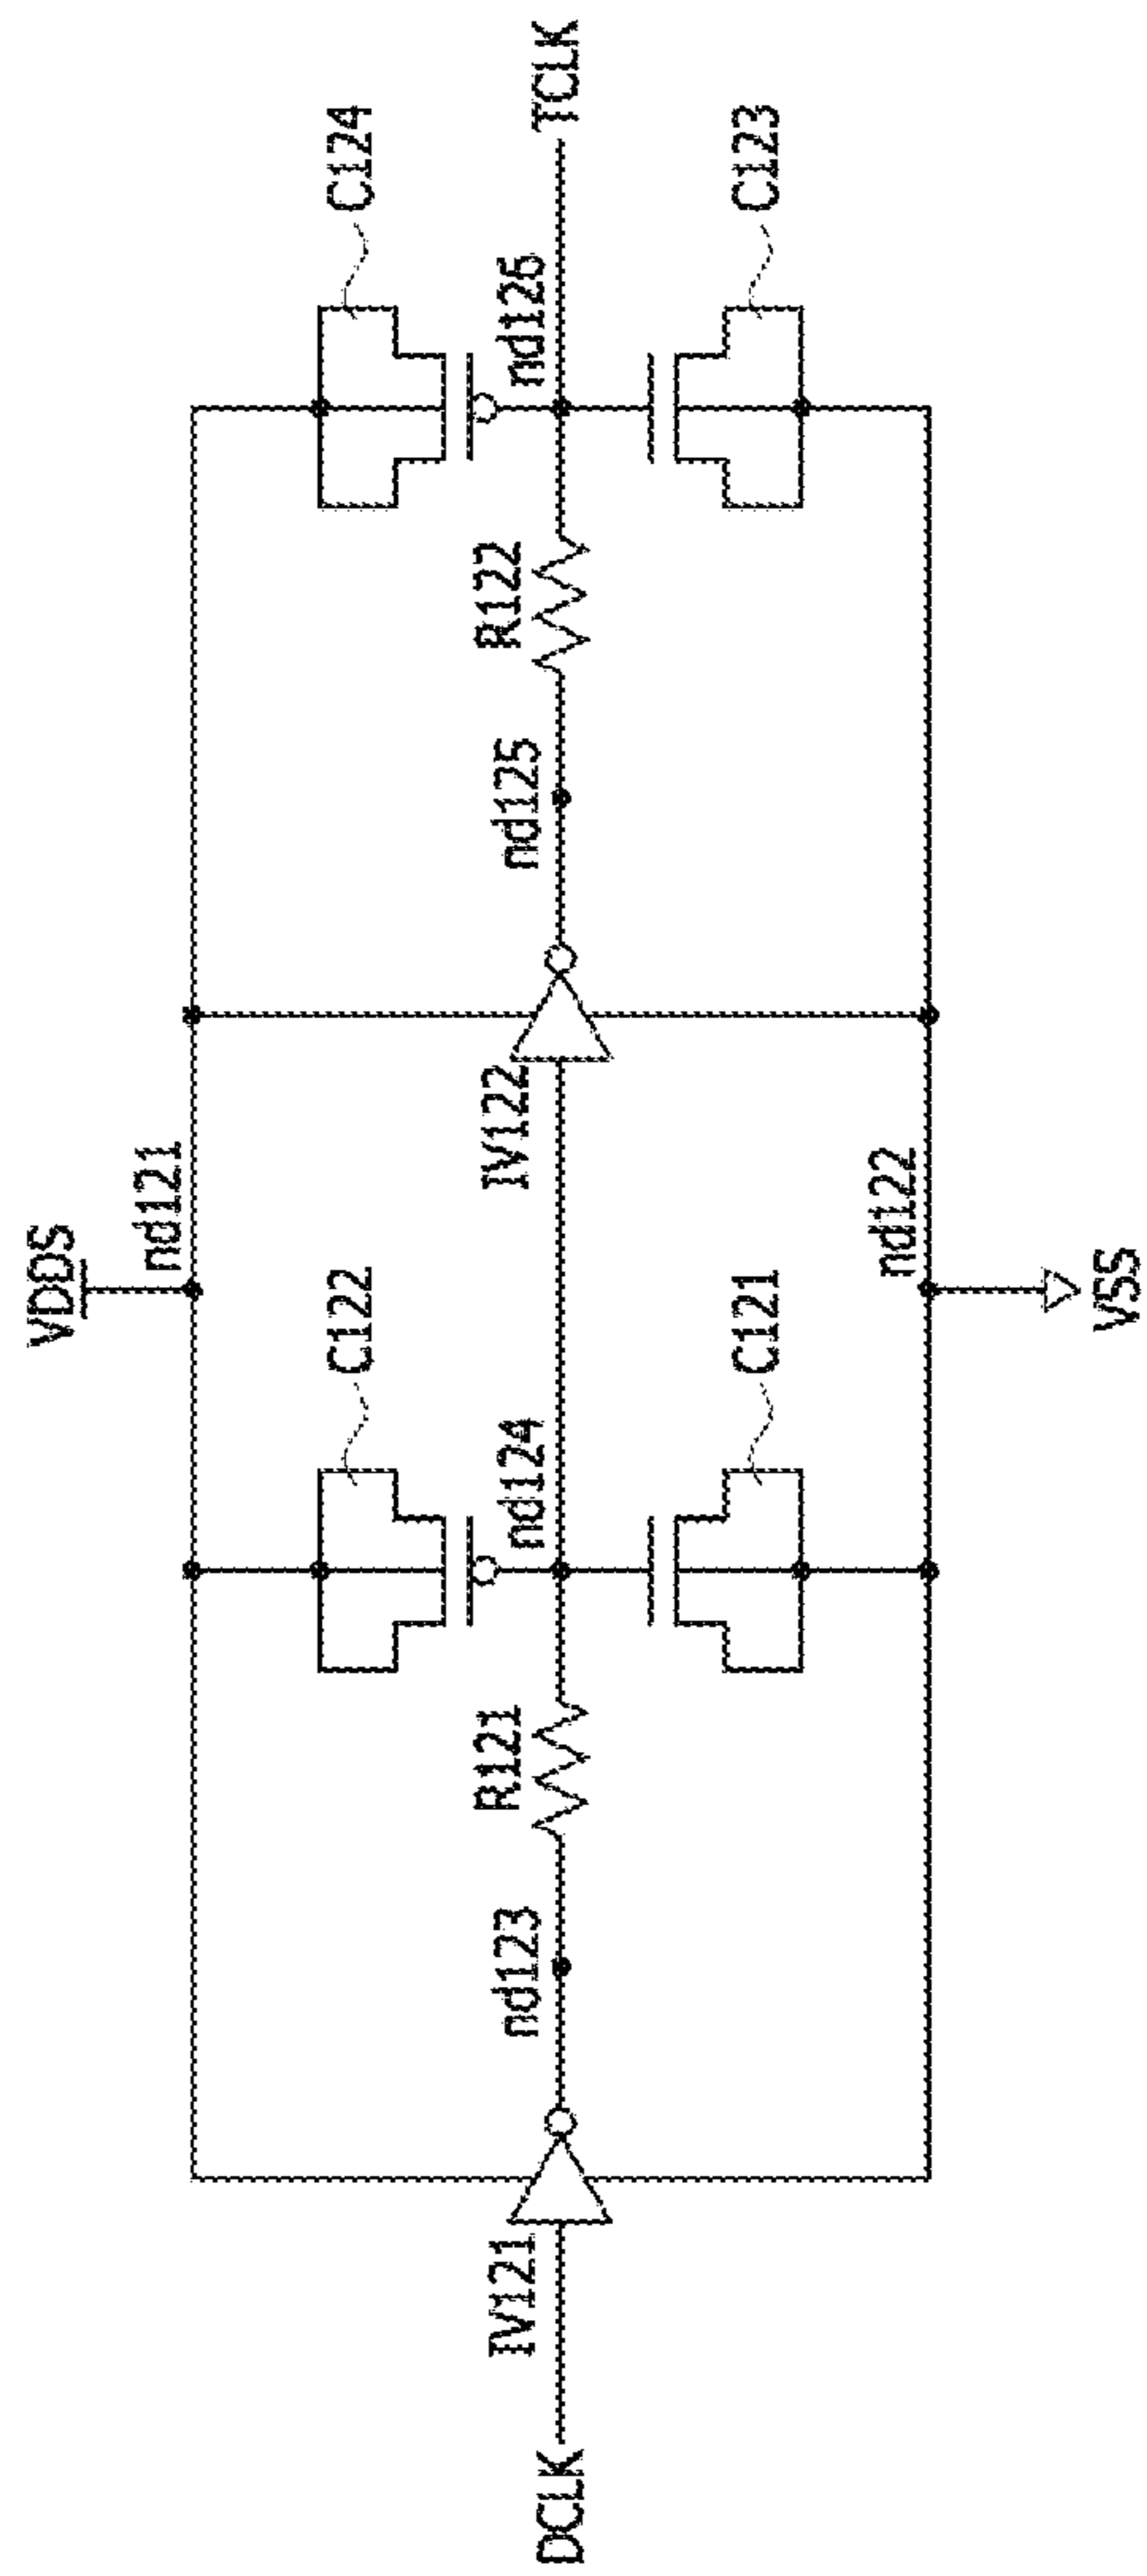 VDDS
nd121
C122
C124
IV121
nd123
R121
nd124
IV122
nd125
R122
nd126
DCLK
TCLK
C121
C123
nd122
VSS